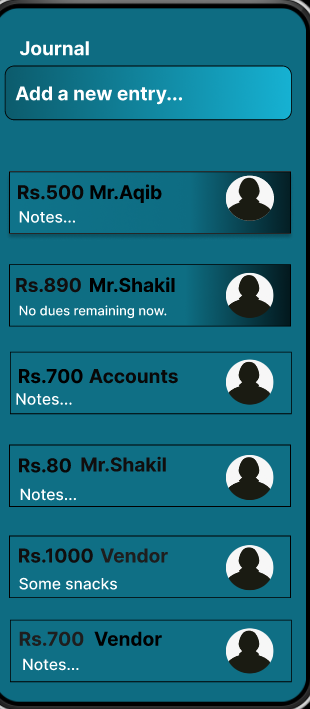 Journal
Add a new entry...
Rs.500 Mr.Aqib
Notes...
Rs.890 Mr.Shakil
No dues remaining now.
Rs.700 Accounts
Notes...
Rs.80 Mr.Shakil
Notes...
Rs.1000 Vendor
Some snacks
Rs.700 Vendor
Notes...